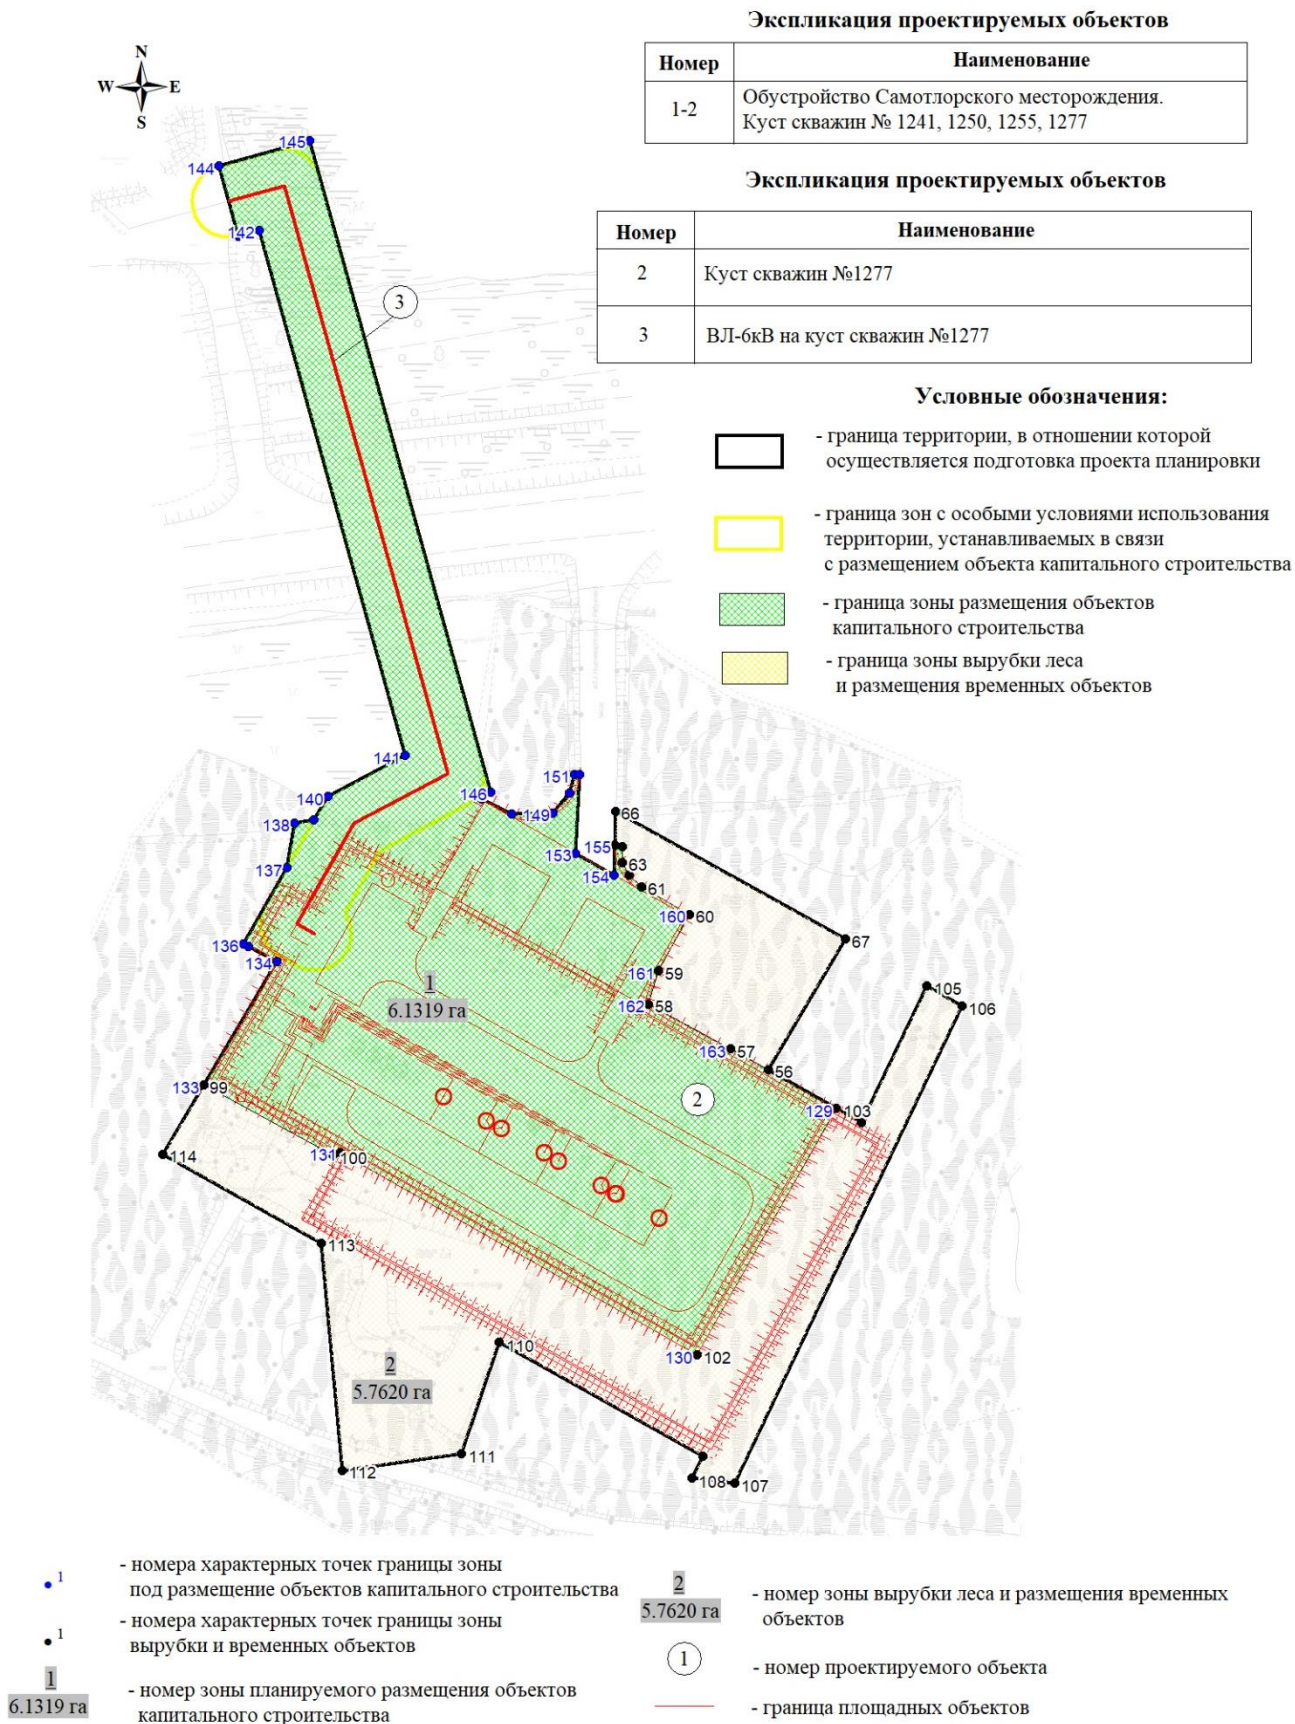 Экспликация проектируемых объектов
Номер Наименование
1-2 Обустройство Самотлорского месторождения.
Куст скважин № 1241, 1250, 1255, 1277
Экспликация проектируемых объектов
Номер Наименование
2 Куст скважин №1277
3 ВЛ-6кВ на куст скважин №1277
Условные обозначения:
- граница территории, в отношении которой
осуществляется подготовка проекта планировки
- граница зон с особыми условиями использования
территории, устанавливаемых в связи
с размещением объекта капитального строительства
- граница зоны размещения объектов
капитального строительства
- граница зоны вырубки леса
и размещения временных объектов
N
W E
S
145
144
142
3
141
146
151
140
149
138
66
155
153
63
137
154
61
160 60
67
136
134
161 59
105
1
6.1319 га
162 58
106
163 57
56
133 99
2
129 103
131 100
114
113
110
130 102
2
5.7620 га
111
112
108 107
1 - номера характерных точек границы зоны
под размещение объектов капитального строительства
1 - номера характерных точек границы зоны
вырубки и временных объектов
1
6.1319 га
- номер зоны планируемого размещения объектов
капитального строительства
2
5.7620 га
- номер зоны вырубки леса и размещения временных
объектов
1 - номер проектируемого объекта
- граница площадных объектов